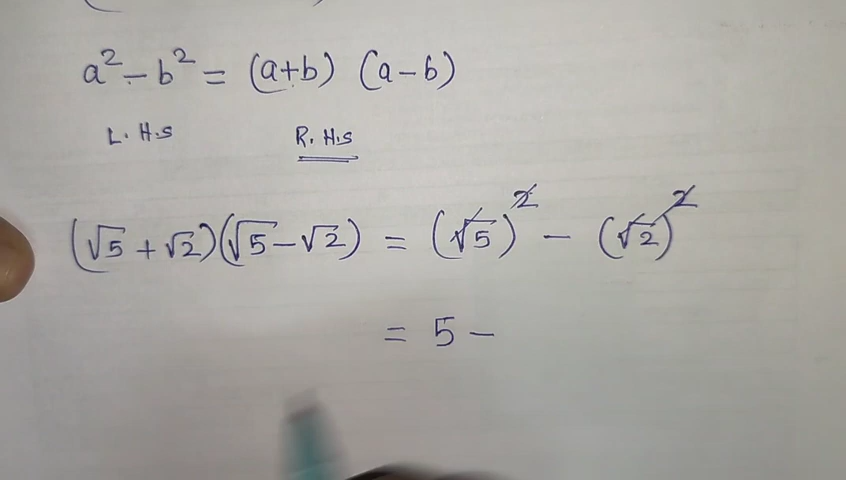 a² - b² = (a+b) (a-b)
L.H.S R.H.S
(√5 + √2)(√5 - √2) = (√5)² - (√2)²
= 5 -